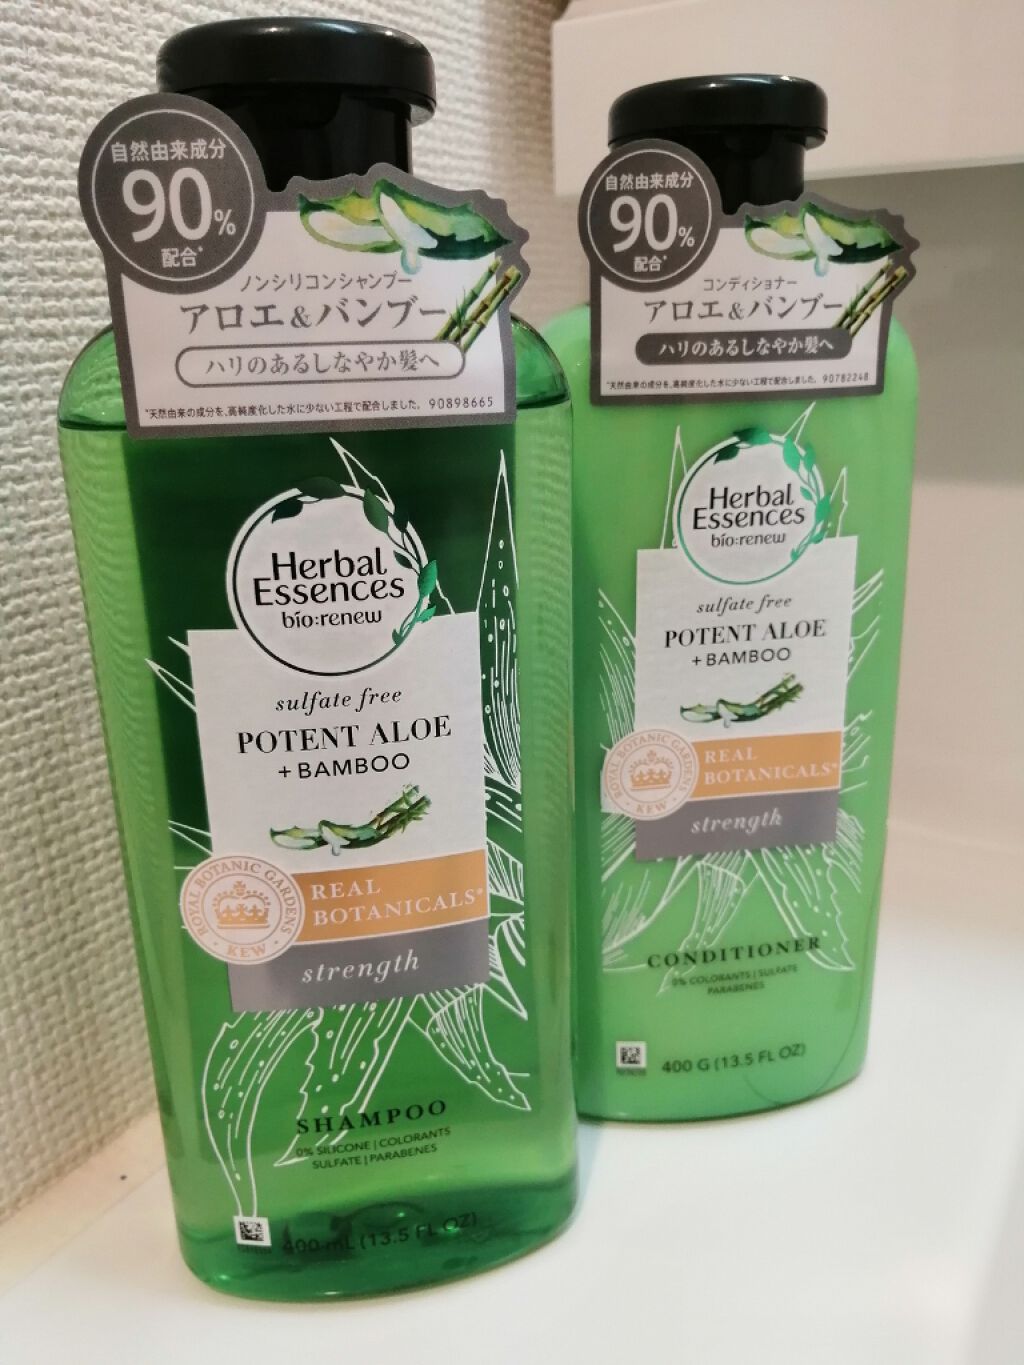 自然由来成分
90%
配合*
ノンシリコンシャンプー
アロエ&バンブー
ハリのあるしなやか髪へ
*天然由来の成分を、高純度化した水に少ない工程で配合しました。 90898665
Herbal
Essences
bio:renew
sulfate free
POTENT ALOE
+ BAMBOO
ROYAL BOTANIC GARDENS
· KEW ·
REAL
BOTANICALS*
strength
SHAMPOO
0% SILICONE | COLORANTS
SULFATE | PARABENES
400 mL (13.5 FL OZ)
自然由来成分
90%
配合*
コンディショナー
アロエ&バンブー
ハリのあるしなやか髪へ
*天然由来の成分を、高純度化した水に少ない工程で配合しました。 90782248
Herbal
Essences
bio:renew
sulfate free
POTENT ALOE
+ BAMBOO
ROYAL BOTANIC GARDENS
· KEW ·
REAL
BOTANICALS*
strength
CONDITIONER
0% COLORANTS | SULFATE
PARABENES
400 G (13.5 FL OZ)